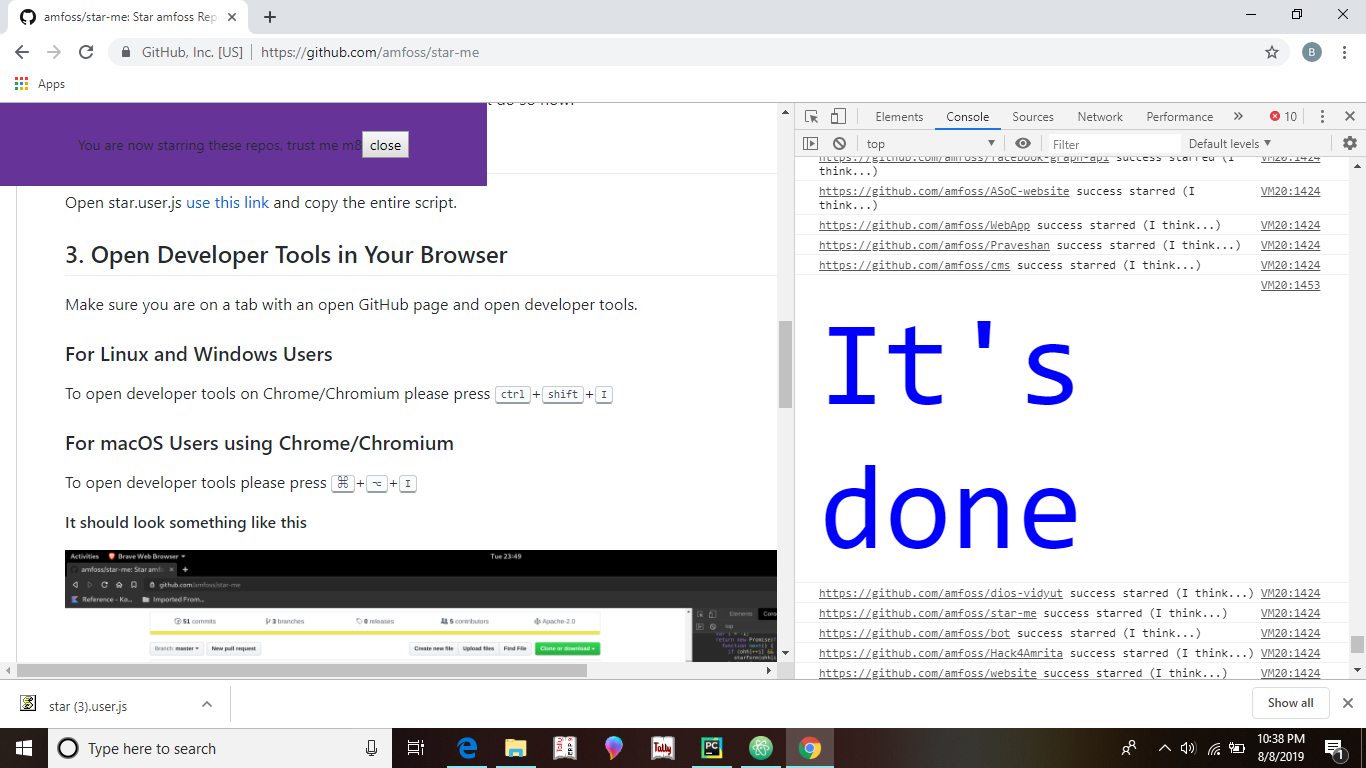 amfoss/star-me: Star amfoss Rep
GitHub, Inc. [US]
https://github.com/amfoss/star-me
B
Apps
t do so now!
You are now starring these repos, trust me m8
close
Open star.user.js use this link and copy the entire script.
3. Open Developer Tools in Your Browser
Make sure you are on a tab with an open GitHub page and open developer tools.
For Linux and Windows Users
To open developer tools on Chrome/Chromium please press ctrl + shift + I
For macOS Users using Chrome/Chromium
To open developer tools please press ⌘ + ⌥ + I
It should look something like this
Activities
Brave Web Browser
Tue 23:49
amfoss/star-me: Star amfo
github.com/amfoss/star-me
Reference - Ko...
Imported From...
51 commits
3 branches
0 releases
5 contributors
Apache-2.0
Branch: master
New pull request
Create new file
Upload files
Find File
Clone or download
Elements
top
return new Promise(f
function next() {
Elements
Console
Sources
Network
Performance
10
top
Filter
Default levels
https://github.com/amfoss/facebook-graph-api success starred (I
think...)
VM20:1424
https://github.com/amfoss/ASoC-website success starred (I
think...)
VM20:1424
https://github.com/amfoss/WebApp success starred (I think...)
VM20:1424
https://github.com/amfoss/Praveshan success starred (I think...)
VM20:1424
https://github.com/amfoss/cms success starred (I think...)
VM20:1424
VM20:1453
It's
done
https://github.com/amfoss/dios-vidyut success starred (I think...)
VM20:1424
https://github.com/amfoss/star-me success starred (I think...)
VM20:1424
https://github.com/amfoss/bot success starred (I think...)
VM20:1424
https://github.com/amfoss/Hack4Amrita success starred (I think...)
VM20:1424
https://github.com/amfoss/website success starred (I think...)
VM20:1424
star (3).user.js
Show all
Type here to search
Tally
Tally
PC
10:38 PM
8/8/2019
1